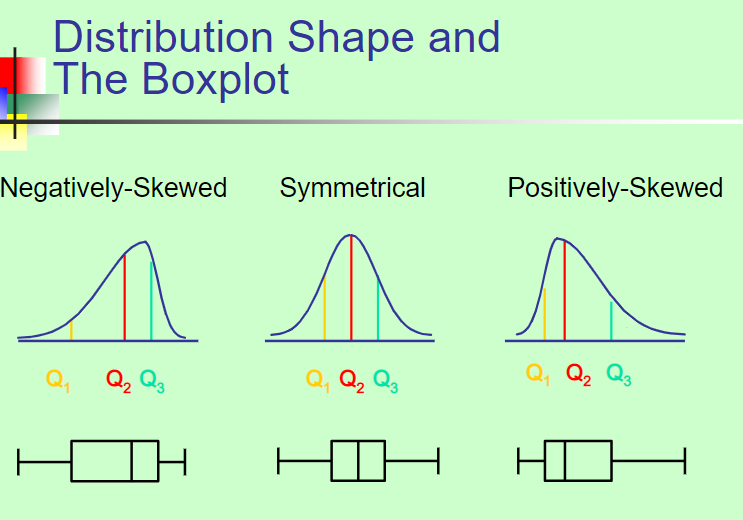 Distribution Shape and
The Boxplot
Negatively-Skewed Symmetrical Positively-Skewed
Q1 Q2 Q3 Q1 Q2 Q3 Q1 Q2 Q3